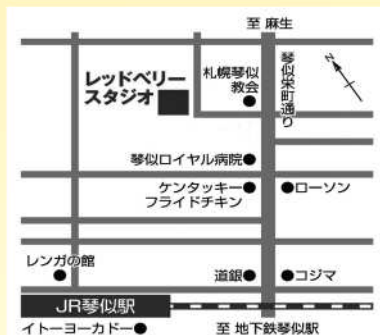 至 麻生
レッドベリー
スタジオ
札幌琴似
教会
琴似栄町通り
N
琴似ロイヤル病院
ケンタッキー
フライドチキン
ローソン
レンガの館
道銀
コジマ
JR琴似駅
イトーヨーカドー
至 地下鉄琴似駅